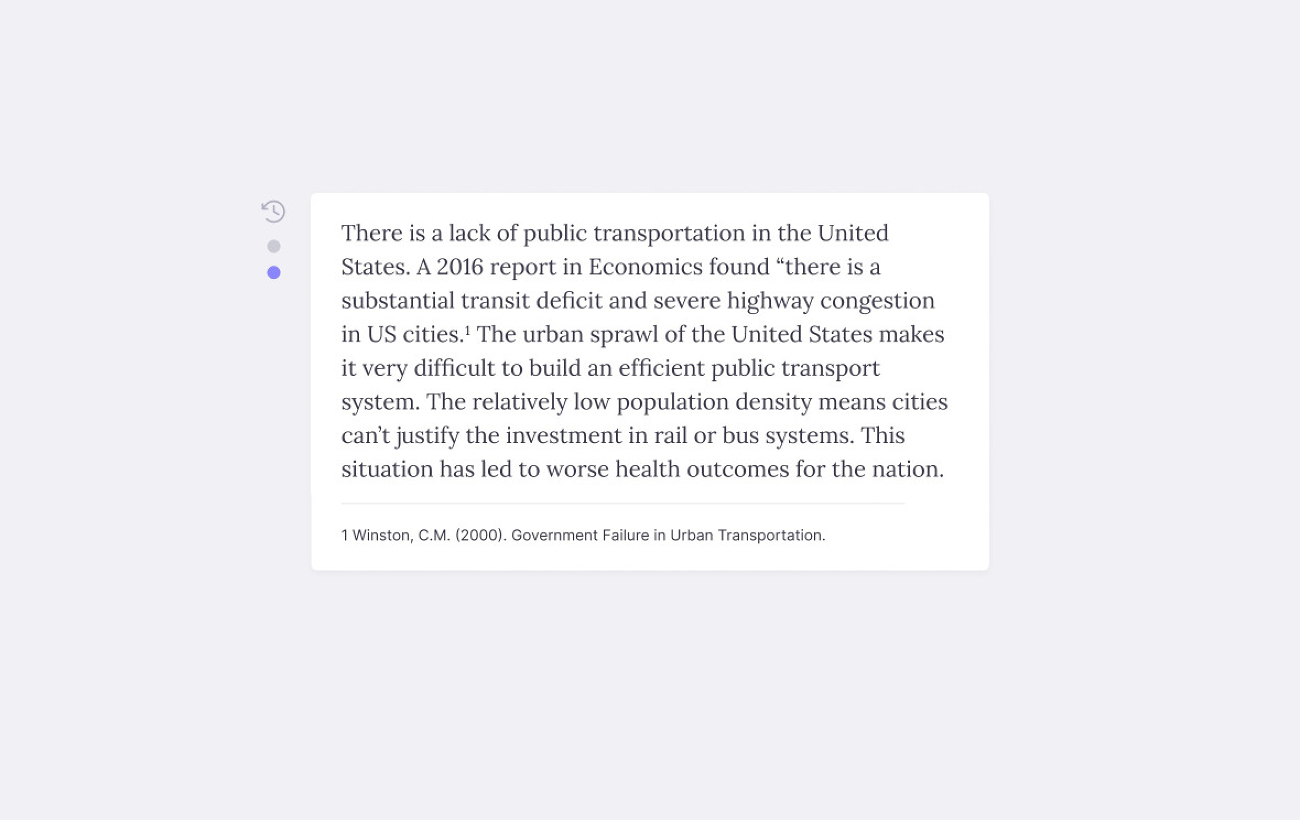 There is a lack of public transportation in the United
States. A 2016 report in Economics found “there is a
substantial transit deficit and severe highway congestion
in US cities.¹ The urban sprawl of the United States makes
it very difficult to build an efficient public transport
system. The relatively low population density means cities
can’t justify the investment in rail or bus systems. This
situation has led to worse health outcomes for the nation.
1 Winston, C.M. (2000). Government Failure in Urban Transportation.